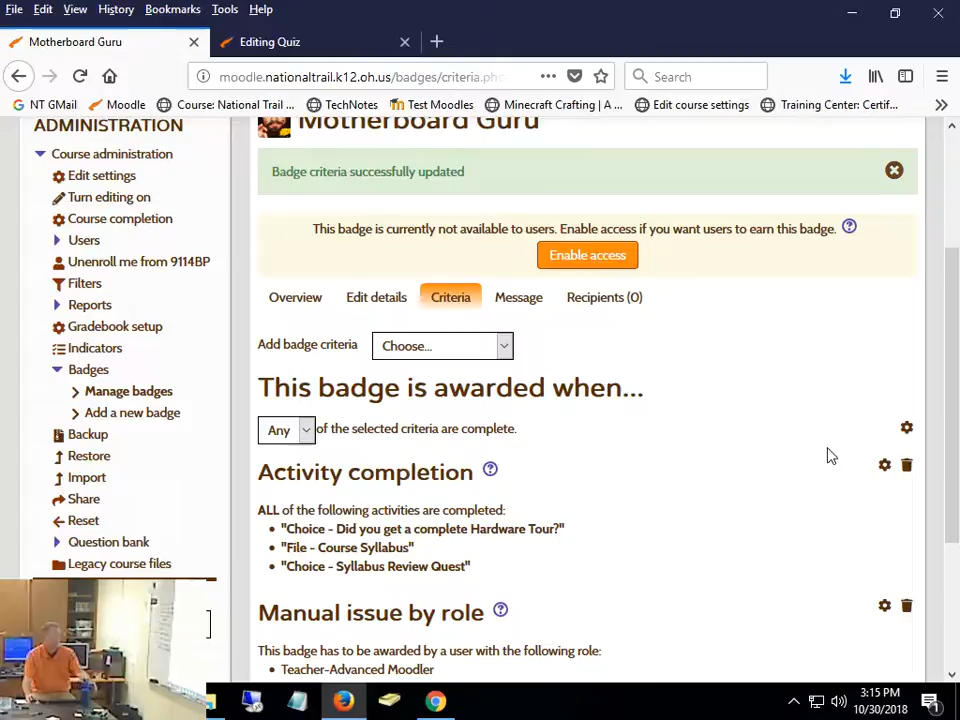 File Edit View History Bookmarks Tools Help
Motherboard Guru
Editing Quiz
moodle.nationaltrail.k12.oh.us/badges/criteria.ph
Search
NT GMail
Moodle
Course: National Trail ...
TechNotes
Test Moodles
Minecraft Crafting | A ...
Edit course settings
Training Center: Certif...
ADMINISTRATION
Course administration
Edit settings
Turn editing on
Course completion
Users
Unenroll me from 9114BP
Filters
Reports
Gradebook setup
Indicators
Badges
Manage badges
Add a new badge
Backup
Restore
Import
Share
Reset
Question bank
Legacy course files
Motherboard Guru
Badge criteria successfully updated
This badge is currently not available to users. Enable access if you want users to earn this badge.
Enable access
Overview Edit details Criteria Message Recipients (0)
Add badge criteria Choose...
This badge is awarded when...
Any of the selected criteria are complete.
Activity completion
ALL of the following activities are completed:
• "Choice - Did you get a complete Hardware Tour?"
• "File - Course Syllabus"
• "Choice - Syllabus Review Quest"
Manual issue by role
This badge has to be awarded by a user with the following role:
• Teacher-Advanced Moodler
3:15 PM
10/30/2018
1